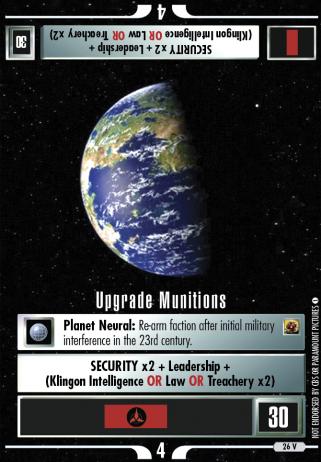 4
30
SECURITY x2 + Leadership +
(Klingon Intelligence OR Law OR Treachery x2)
Upgrade Munitions
Planet Neural: Re-arm faction after initial military
interference in the 23rd century.
SECURITY x2 + Leadership +
(Klingon Intelligence OR Law OR Treachery x2)
30
4
26 V
NOT ENDORSED BY CBS OR PARAMOUNT PICTURES